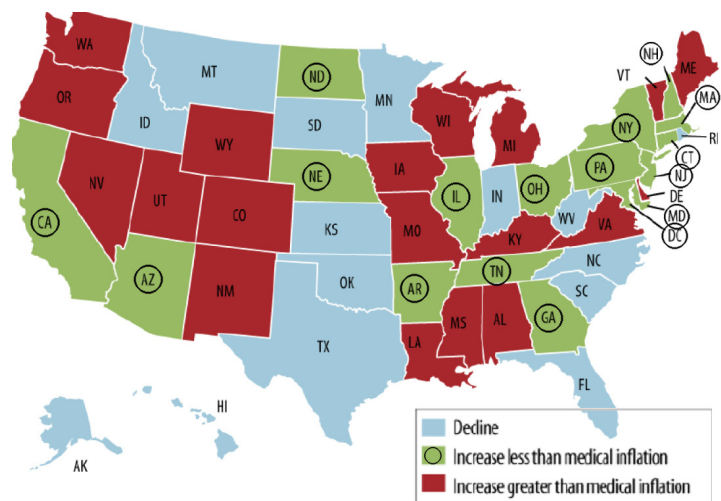 WA
OR
CA
NV
ID
MT
WY
UT
AZ
CO
NM
ND
SD
NE
KS
OK
TX
MN
IA
MO
AR
LA
WI
IL
MI
IN
OH
KY
TN
MS
AL
GA
FL
SC
NC
VA
WV
PA
NY
VT
NH
ME
MA
RI
CT
NJ
DE
MD
DC
AK
HI
Decline
Increase less than medical inflation
Increase greater than medical inflation